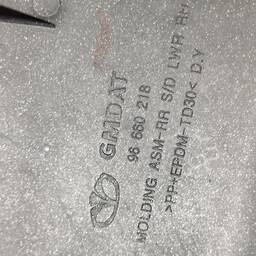 GMDAT
96 660 218
MOLDING ASM-RR S/D LWR RH
>PP+EPDM-TD30< D.Y